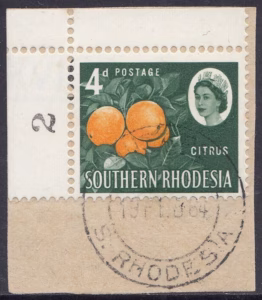 4d POSTAGE
CITRUS
SOUTHERN RHODESIA
2
S. RHODESIA